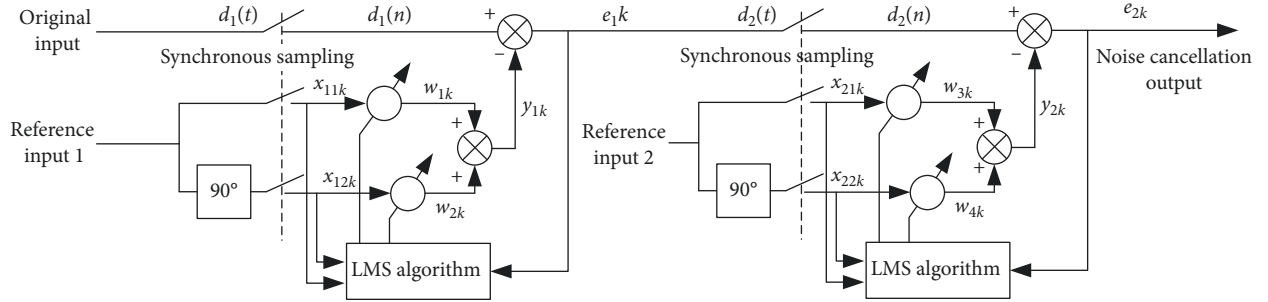 Original
input
d₁(t)
d₁(n)
+
−
e₁k
d₂(t)
d₂(n)
+
−
e₂ₖ
Noise cancellation
output
Synchronous sampling
Synchronous sampling
Reference
input 1
x₁₁ₖ
w₁ₖ
+
+
y₁ₖ
90°
x₁₂ₖ
w₂ₖ
LMS algorithm
Reference
input 2
x₂₁ₖ
w₃ₖ
+
+
y₂ₖ
90°
x₂₂ₖ
w₄ₖ
LMS algorithm